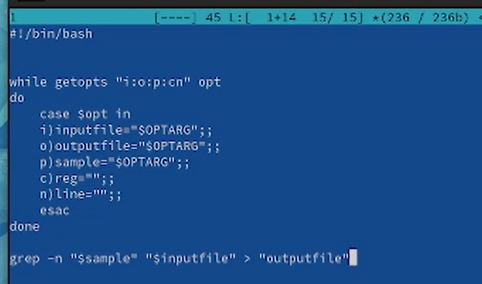 1 [----] 45 L:[ 1+14 15/ 15] *(236 / 236b)
#!/bin/bash
while getopts "i:o:p:cn" opt
do
case $opt in
i)inputfile="$OPTARG";;
o)outputfile="$OPTARG";;
p)sample="$OPTARG";;
c)reg="";;
n)line="";;
esac
done
grep -n "$sample" "$inputfile" > "outputfile"